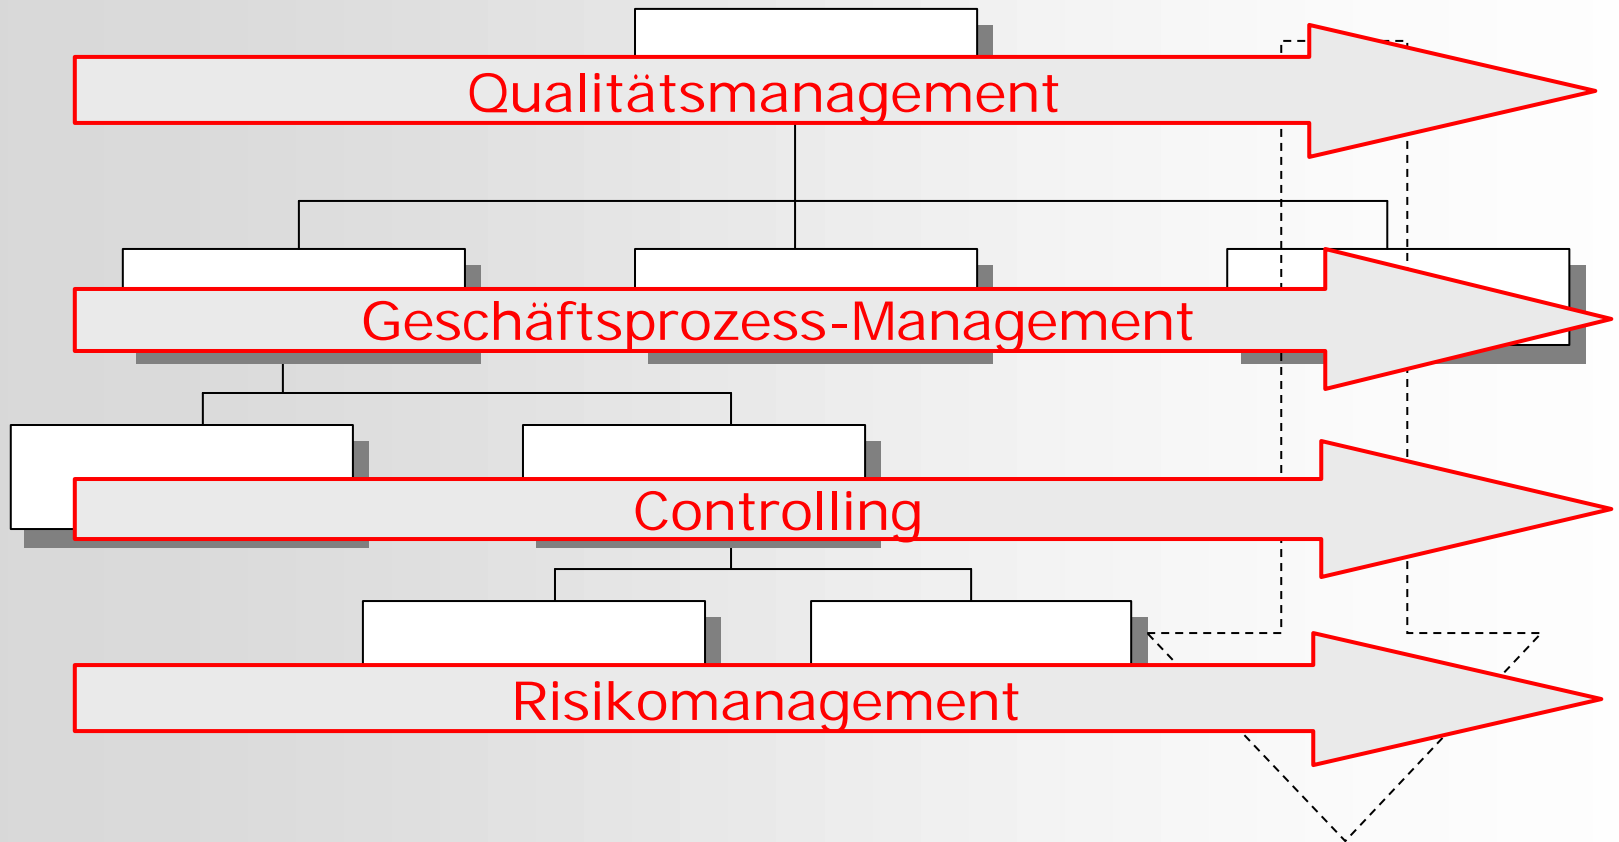 Qualitätsmanagement
Geschäftsprozess-Management
Controlling
Risikomanagement